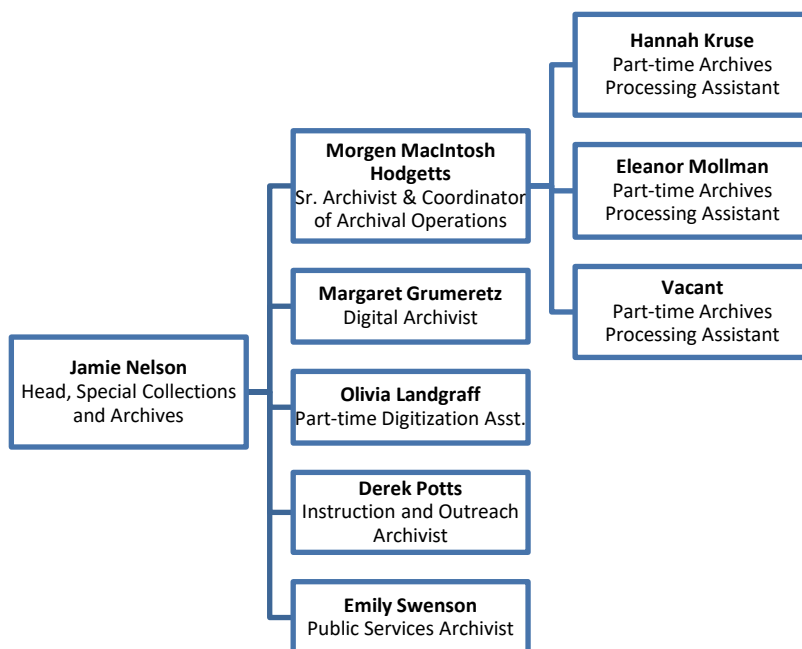 Jamie Nelson
Head, Special Collections
and Archives
Morgen MacIntosh
Hodgetts
Sr. Archivist & Coordinator
of Archival Operations
Hannah Kruse
Part-time Archives
Processing Assistant
Eleanor Mollman
Part-time Archives
Processing Assistant
Vacant
Part-time Archives
Processing Assistant
Margaret Grumeretz
Digital Archivist
Olivia Landgraff
Part-time Digitization Asst.
Derek Potts
Instruction and Outreach
Archivist
Emily Swenson
Public Services Archivist